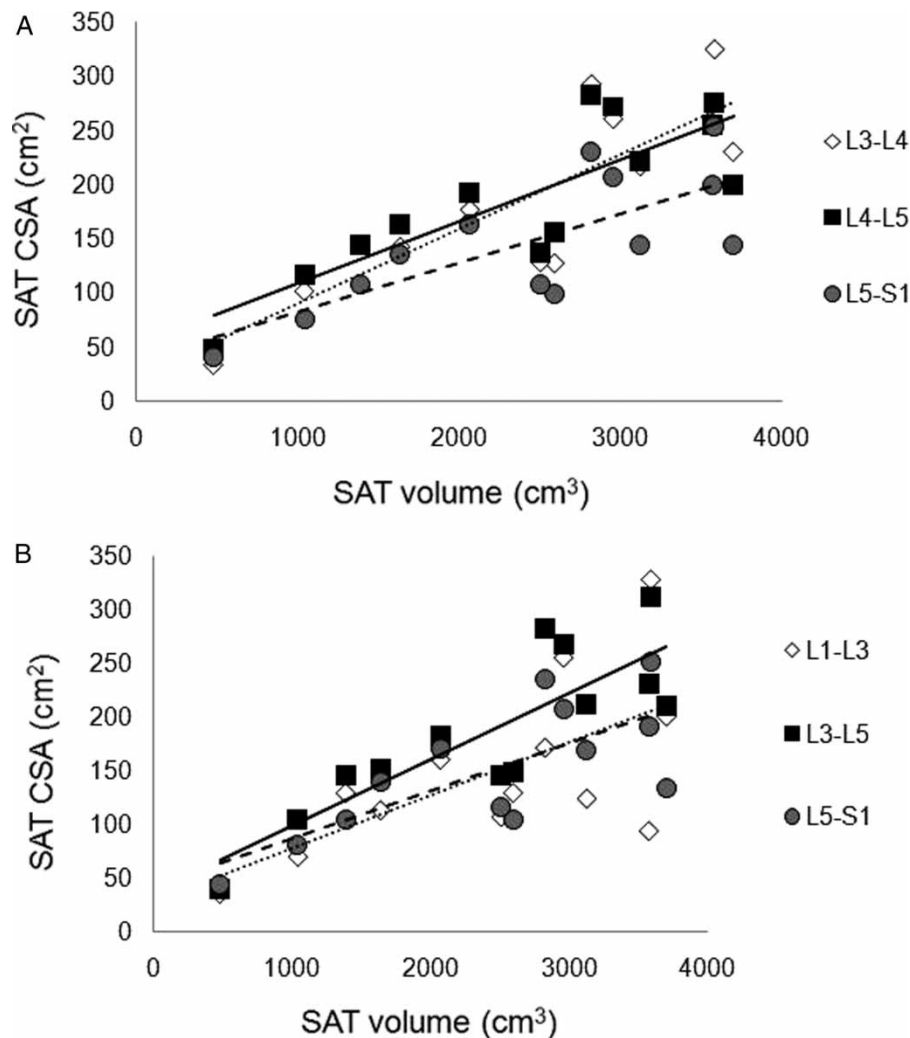 A
350
300
250
200
150
100
50
0
SAT CSA (cm²)
0 1000 2000 3000 4000
SAT volume (cm³)
L3-L4
L4-L5
L5-S1
B
350
300
250
200
150
100
50
0
SAT CSA (cm²)
0 1000 2000 3000 4000
SAT volume (cm³)
L1-L3
L3-L5
L5-S1